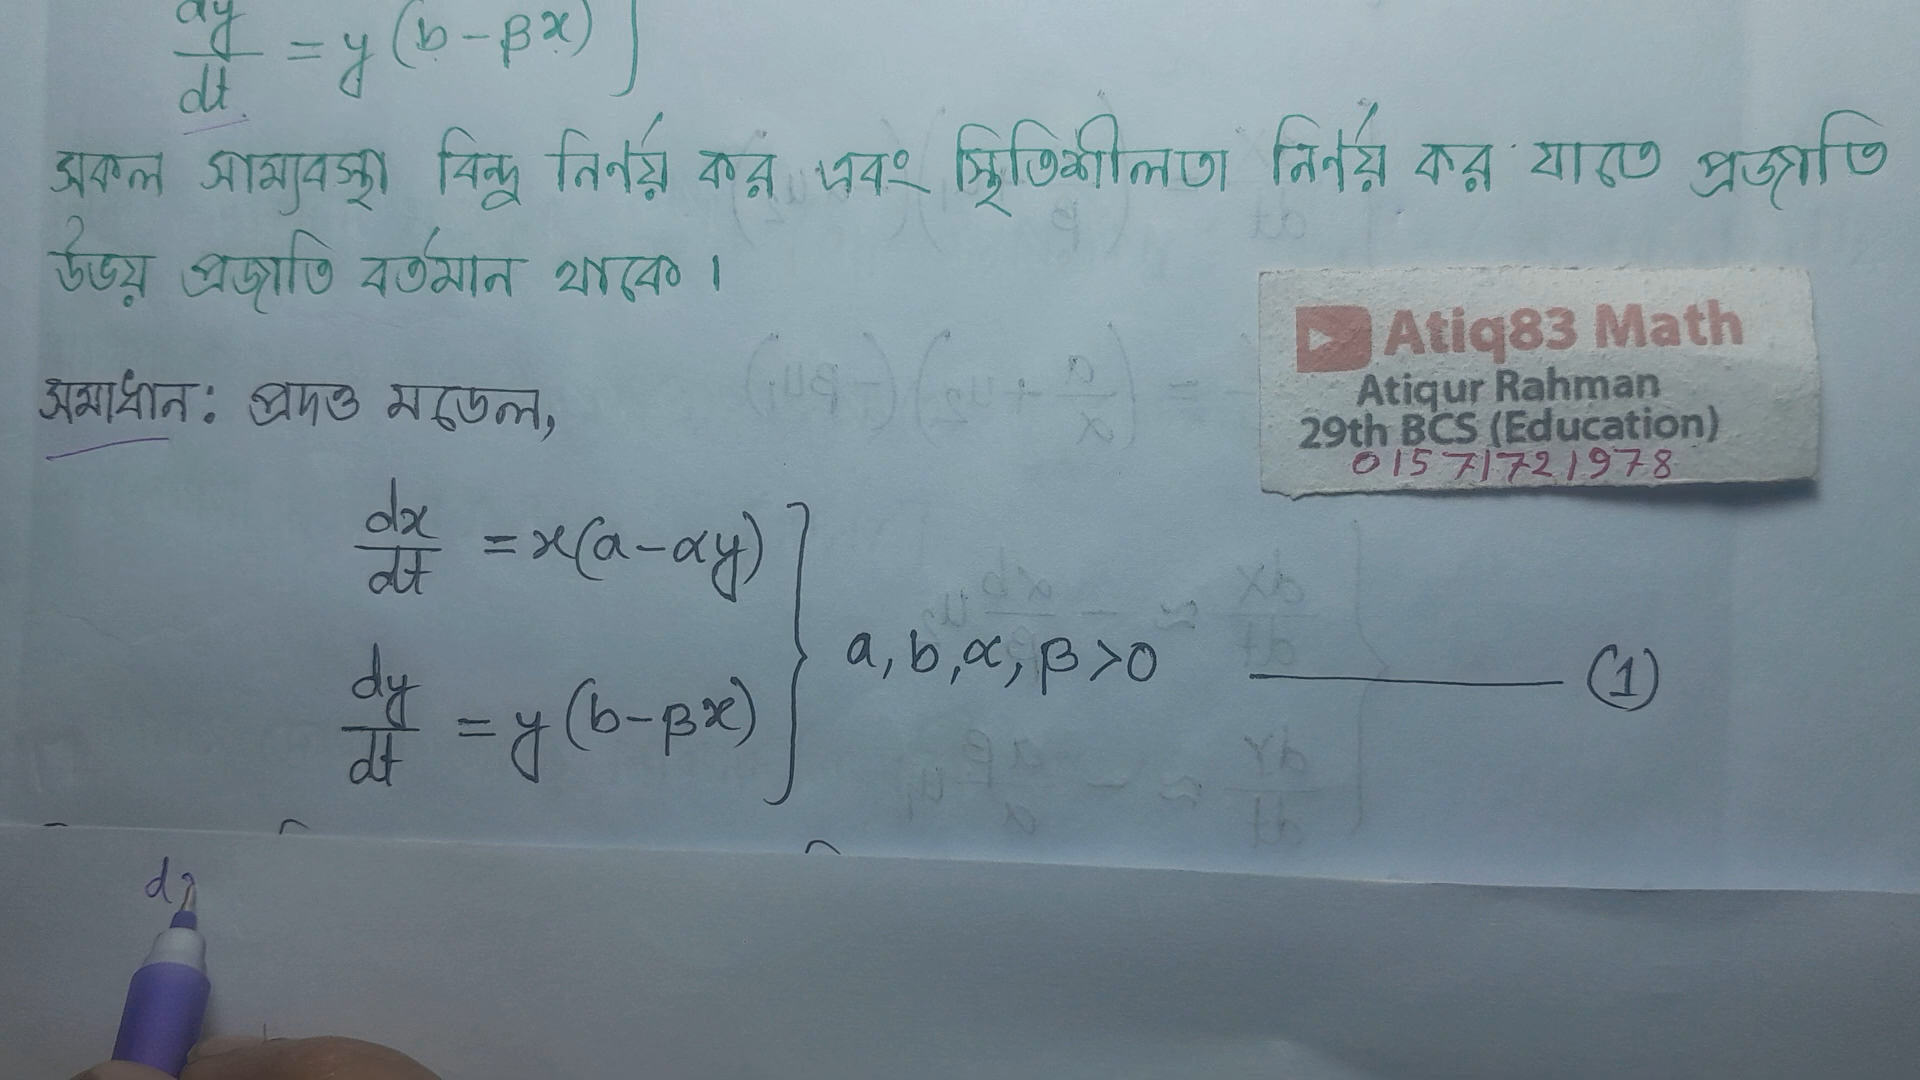 dy/dt = y(b-βx)
সকল সাম্যবস্থা বিন্দু নির্ণয় কর এবং স্থিতিশীলতা নির্ণয় কর যাতে প্রজাতি
উভয় প্রজাতি বর্তমান থাকে।
Atiq83 Math
Atiqur Rahman
29th BCS (Education)
01571721978
সমাধান: প্রদত্ত মডেল,
dx/dt = x(a-αy)
dy/dt = y(b-βx)
a, b, α, β>0 (1)